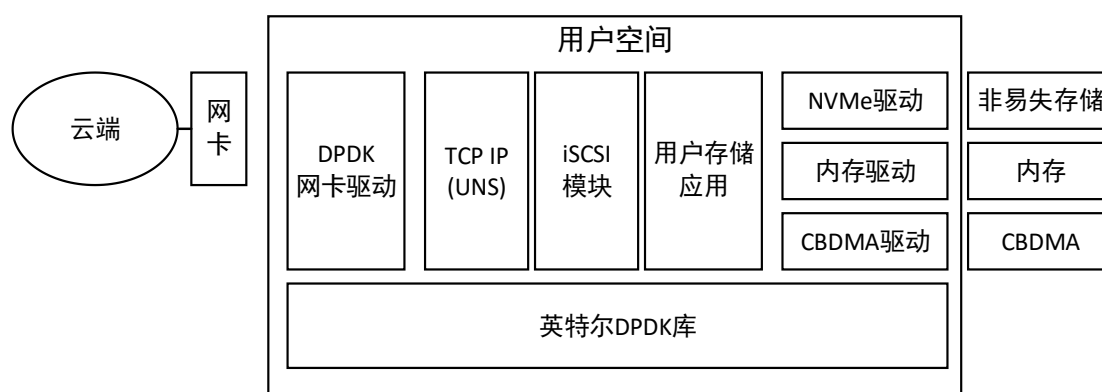 用户空间
云端
网
卡
DPDK
网卡驱动
TCP IP
(UNS)
iSCSI
模块
用户存储
应用
NVMe驱动
非易失存储
内存驱动
内存
CBDMA驱动
CBDMA
英特尔DPDK库